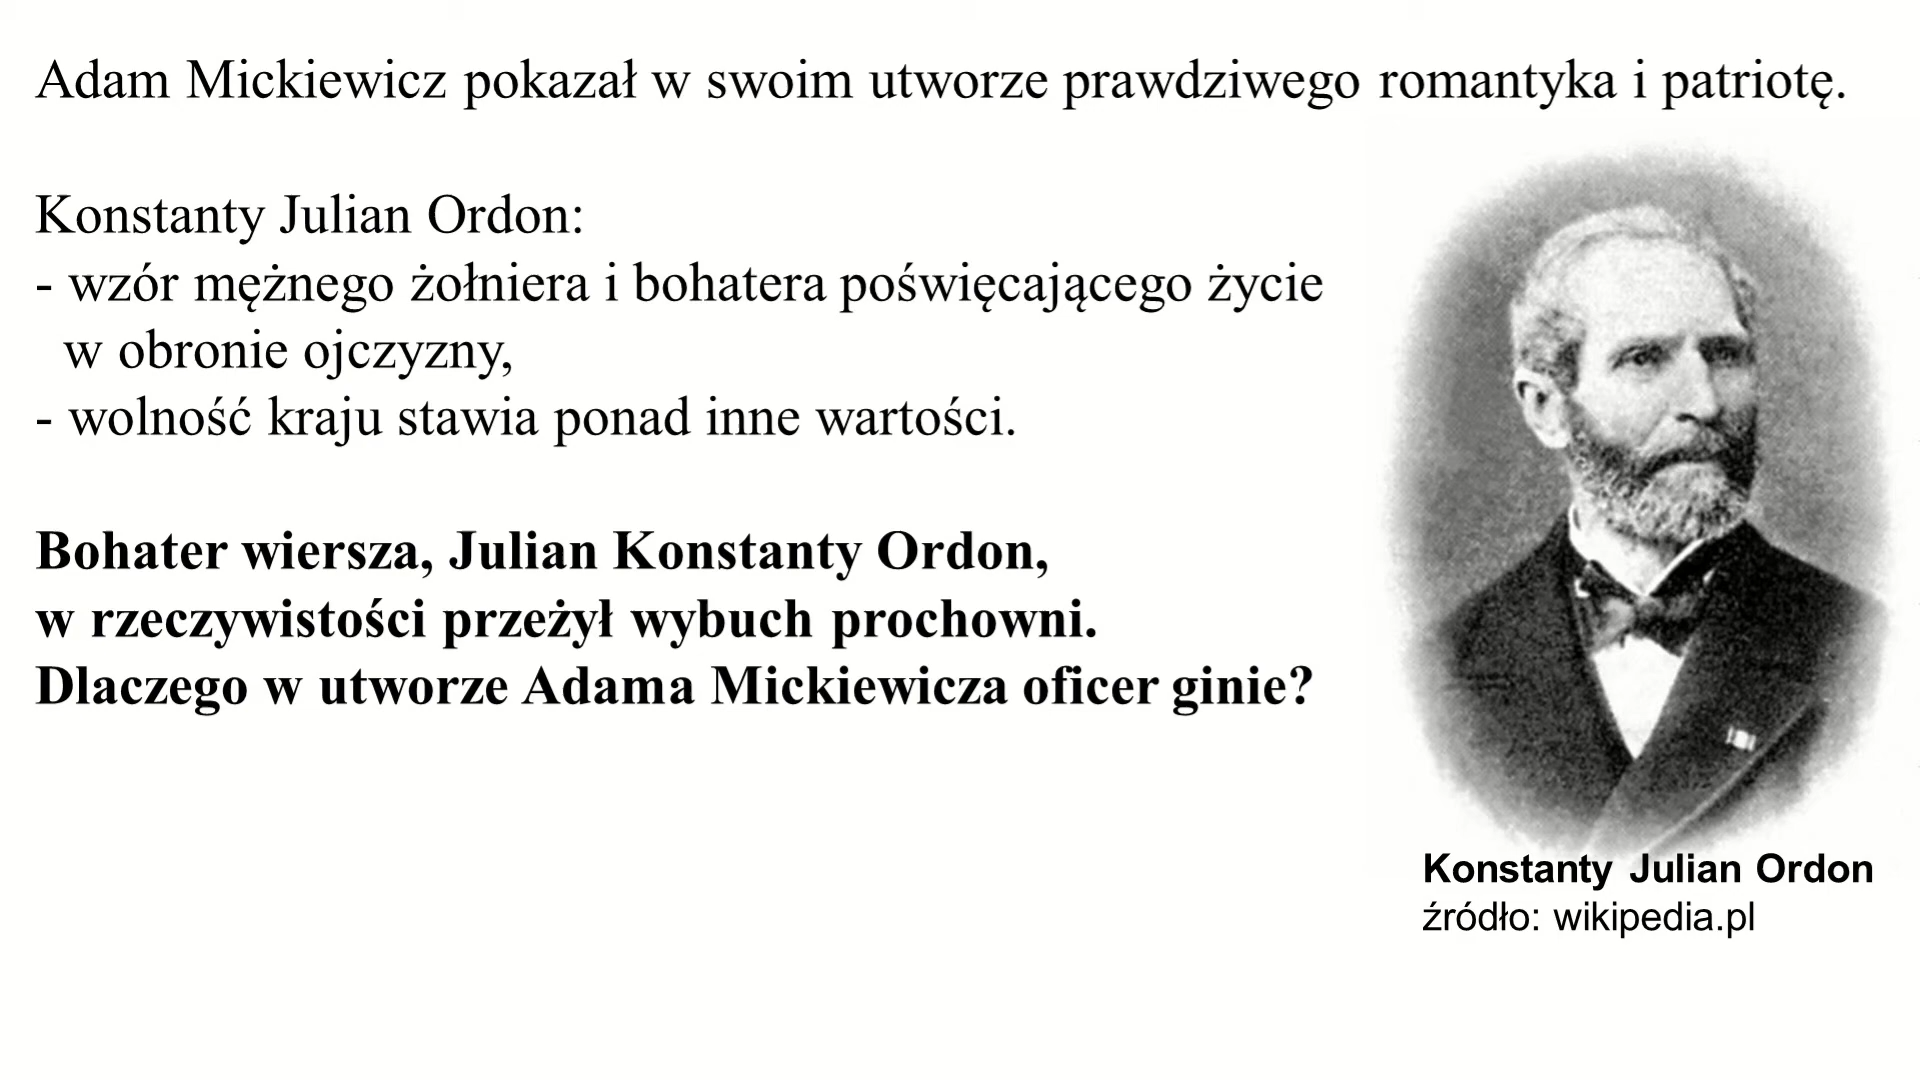 Adam Mickiewicz pokazał w swoim utworze prawdziwego romantyka i patriotę.
Konstanty Julian Ordon:
- wzór mężnego żołniera i bohatera poświęcającego życie
w obronie ojczyzny,
- wolność kraju stawia ponad inne wartości.
Bohater wiersza, Julian Konstanty Ordon,
w rzeczywistości przeżył wybuch prochowni.
Dlaczego w utworze Adama Mickiewicza oficer ginie?
Konstanty Julian Ordon
źródło: wikipedia.pl